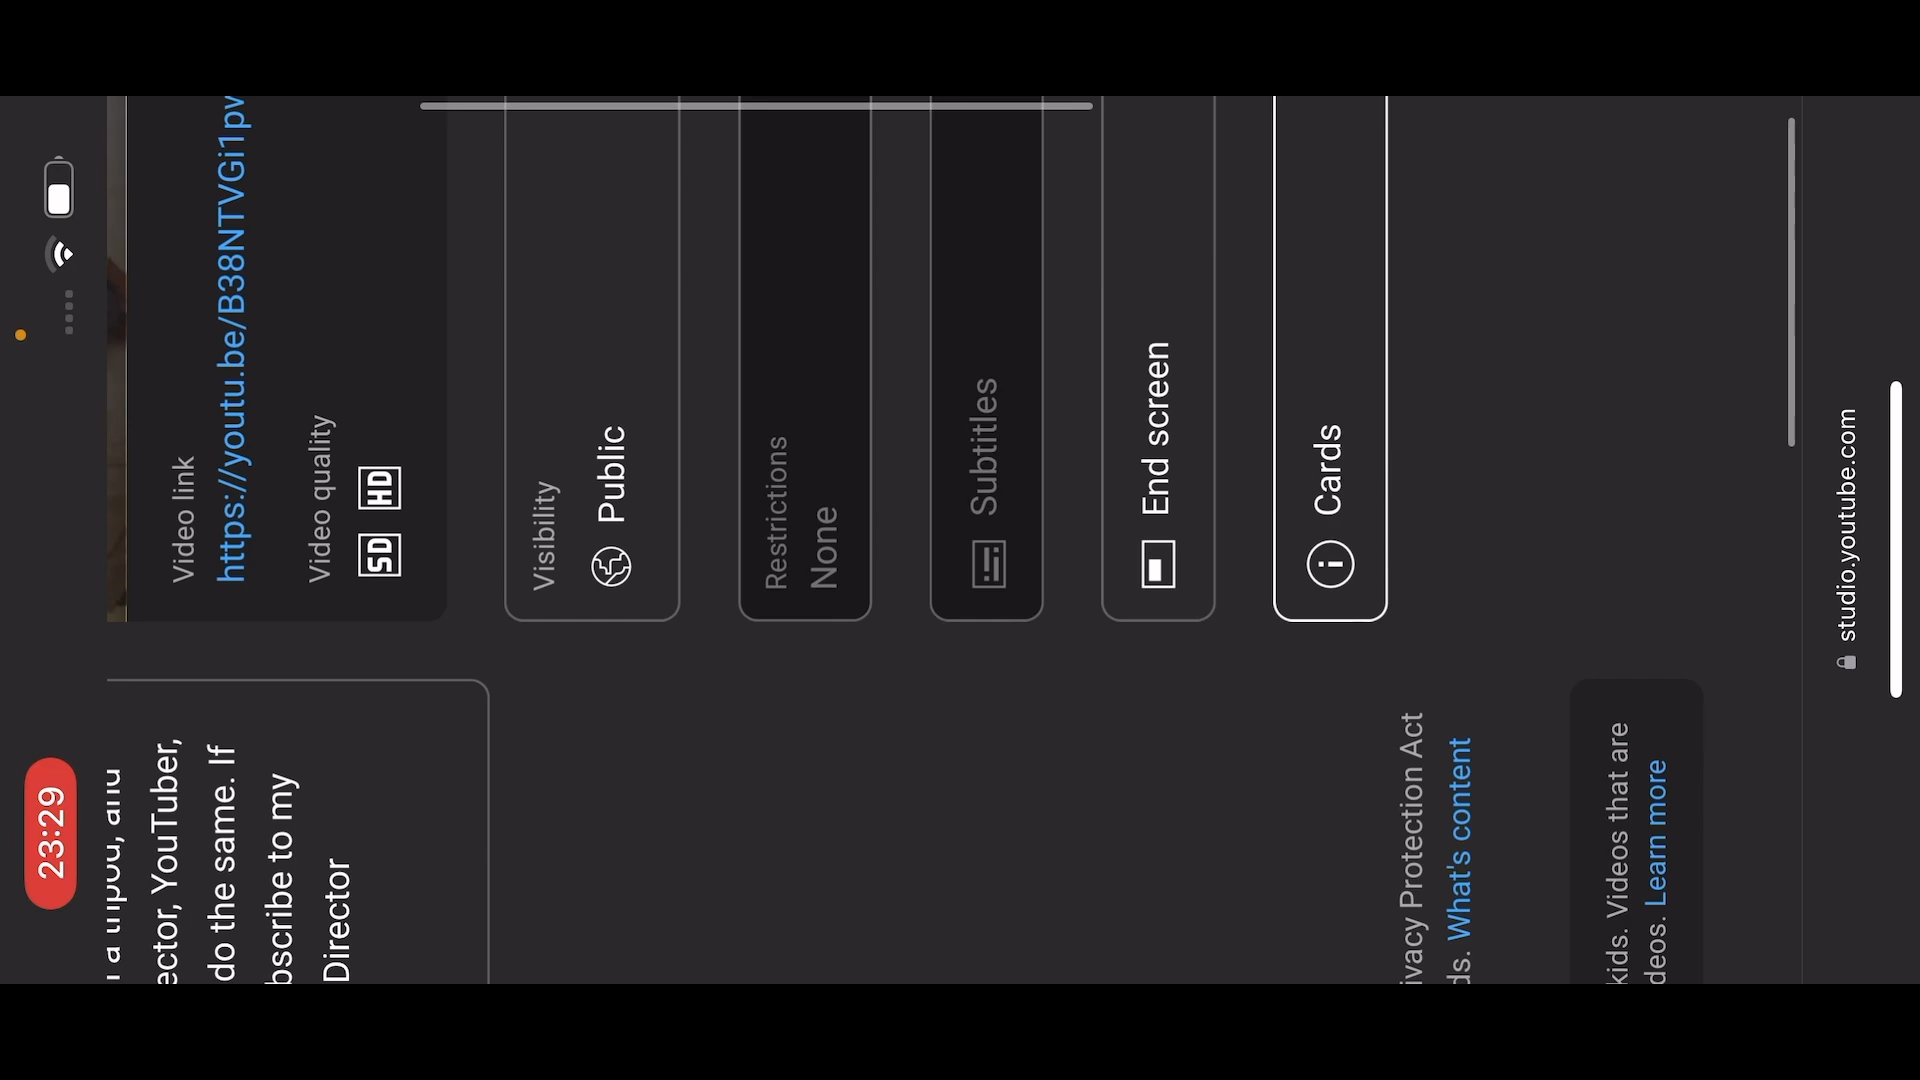 23:29
Video link
https://youtu.be/B38NTVGi1pv
Video quality
SD HD
Visibility
Public
Restrictions
None
Subtitles
End screen
Cards
ector, YouTuber,
do the same. If
bscribe to my
Director
ivacy Protection Act
ds. What's content
kids. Videos that are
deos. Learn more
studio.youtube.com